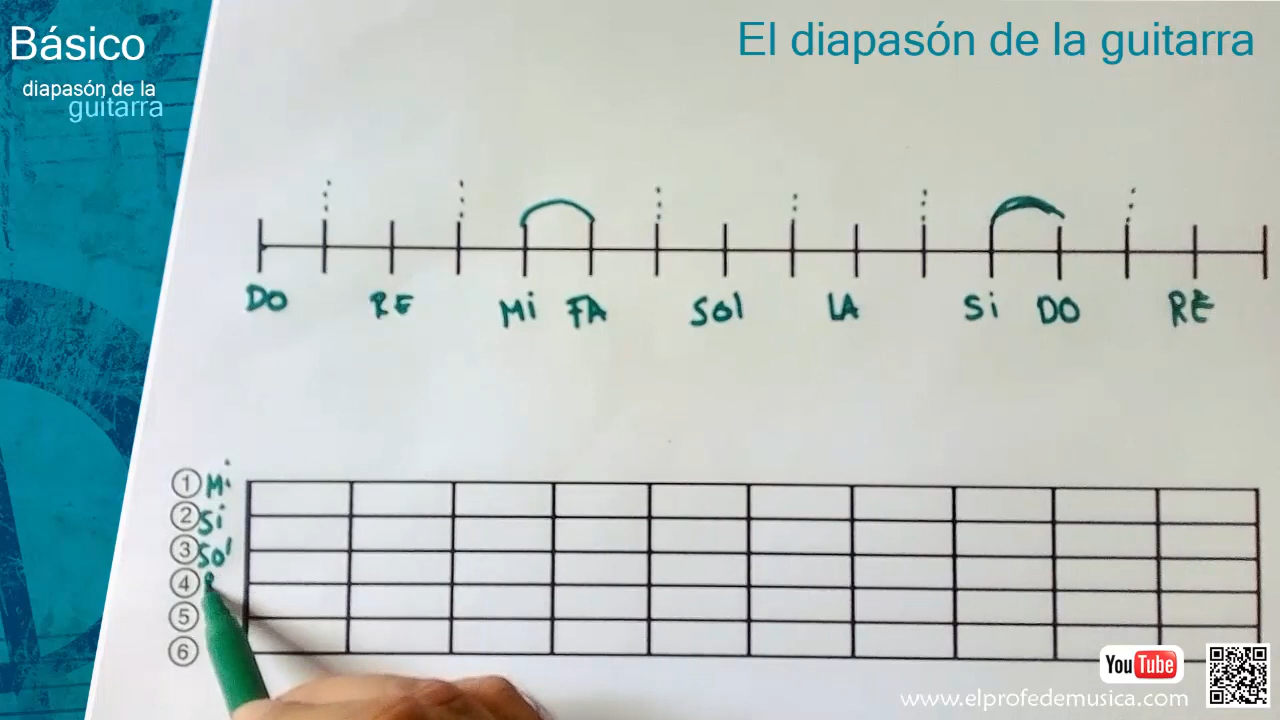 Básico
diapasón de la
guitarra
El diapasón de la guitarra
DO RE Mi FA SOl LA Si DO RE
1 Mi
2 Si
3 Sol
4
5
6
YouTube
www.elprofedemusica.com